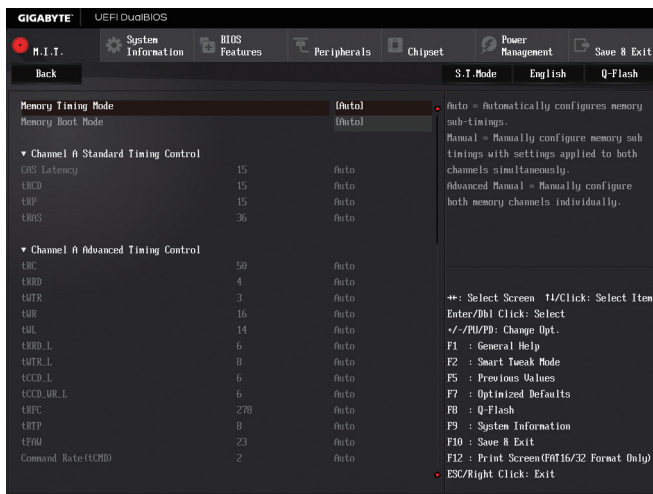 GIGABYTE™ UEFI DualBIOS
M.I.T. System Information BIOS Features Peripherals Chipset Power Management Save & Exit
Back S.T.Mode English Q-Flash
Memory Timing Mode [Auto]
Memory Boot Mode [Auto]
▼ Channel A Standard Timing Control
CAS Latency 15 Auto
tRCD 15 Auto
tRP 15 Auto
tRAS 36 Auto
▼ Channel A Advanced Timing Control
tRC 50 Auto
tRRD 4 Auto
tWTR 3 Auto
tWR 16 Auto
tWL 14 Auto
tRRD_L 6 Auto
tWTR_L 8 Auto
tCCD_L 6 Auto
tCCD_WR_L 6 Auto
tRFC 278 Auto
tRTP 8 Auto
tFAW 23 Auto
Command Rate(tCMD) 2 Auto
Auto = Automatically configures memory
sub-timings.
Manual = Manually configure memory sub
timings with settings applied to both
channels simultaneously.
Advanced Manual = Manually configure
both memory channels individually.
→←: Select Screen ↑↓/Click: Select Item
Enter/Dbl Click: Select
+/-/PU/PD: Change Opt.
F1 : General Help
F2 : Smart Tweak Mode
F5 : Previous Values
F7 : Optimized Defaults
F8 : Q-Flash
F9 : System Information
F10 : Save & Exit
F12 : Print Screen(FAT16/32 Format Only)
ESC/Right Click: Exit